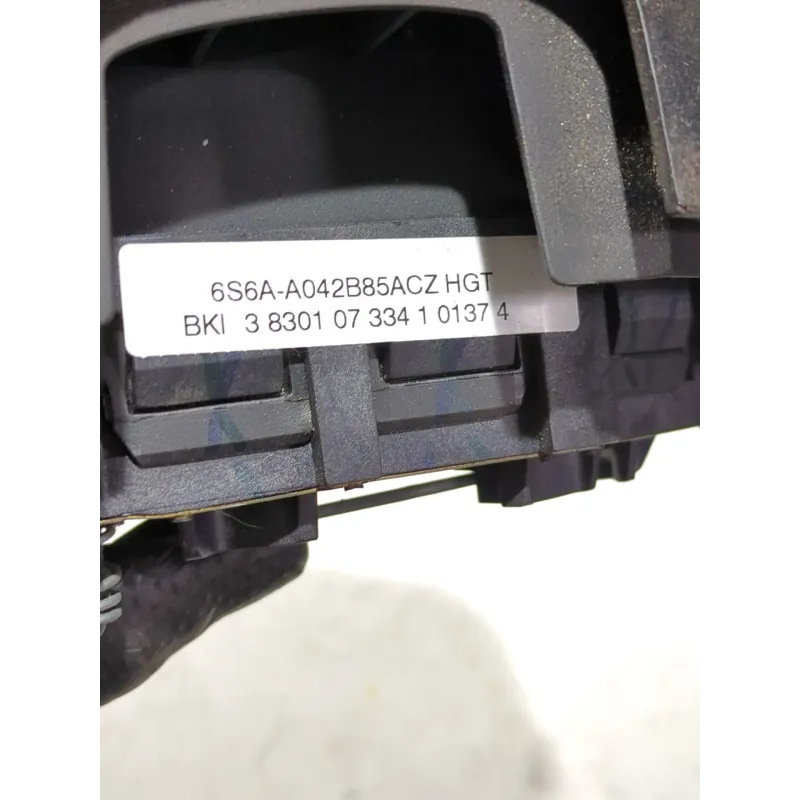 6S6A-A042B85ACZ HGT
BKI 3 8301 07 334 1 0137 4